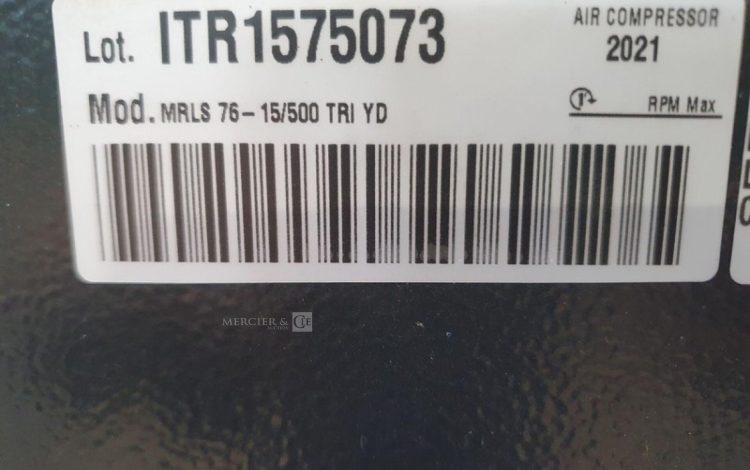 Lot. ITR1575073
AIR COMPRESSOR
2021
Mod. MRLS 76-15/500 TRI YD
RPM Max
MERCIER & CIE